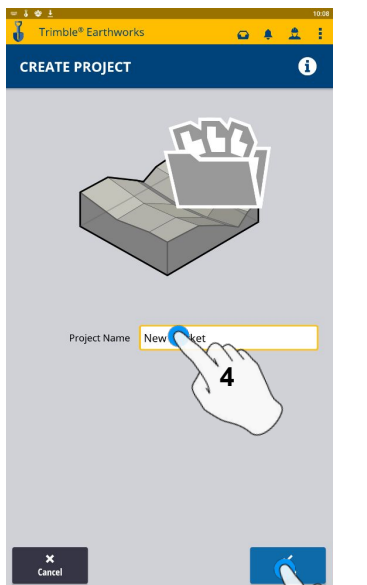 10:08
Trimble® Earthworks
CREATE PROJECT
Project Name New ket
4
Cancel